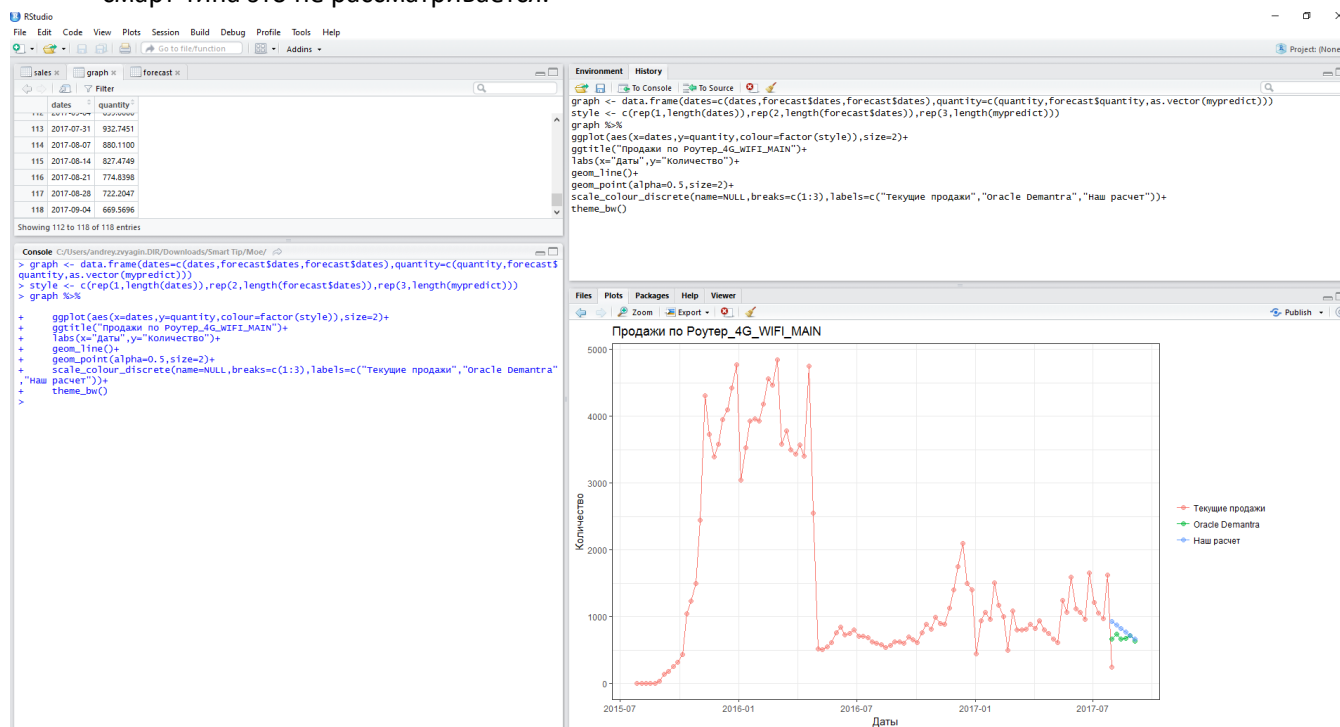 смарт типа это не рассматривается.
RStudio
File Edit Code View Plots Session Build Debug Profile Tools Help
Go to file/function Addins Project: (None
sales × graph × forecast ×
Filter
dates quantity
113 2017-07-31 932.7451
114 2017-08-07 880.1100
115 2017-08-14 827.4749
116 2017-08-21 774.8398
117 2017-08-28 722.2047
118 2017-09-04 669.5696
Showing 112 to 118 of 118 entries
Console C:/Users/andrey.zvyagin.DIR/Downloads/Smart Tip/Moe/
> graph <- data.frame(dates=c(dates,forecast$dates,forecast$dates),quantity=c(quantity,forecast$
quantity,as.vector(mypredict)))
> style <- c(rep(1,length(dates)),rep(2,length(forecast$dates)),rep(3,length(mypredict)))
> graph %>%
+ ggplot(aes(x=dates,y=quantity,colour=factor(style)),size=2)+
+ ggtitle("Продажи по Роутер_4G_WIFI_MAIN")+
+ labs(x="Даты",y="Количество")+
+ geom_line()+
+ geom_point(alpha=0.5,size=2)+
+ scale_colour_discrete(name=NULL,breaks=c(1:3),labels=c("Текущие продажи","Oracle Demantra"
,"Наш расчет"))+
+ theme_bw()
>
Environment History
To Console To Source
graph <- data.frame(dates=c(dates,forecast$dates,forecast$dates),quantity=c(quantity,forecast$quantity,as.vector(mypredict)))
style <- c(rep(1,length(dates)),rep(2,length(forecast$dates)),rep(3,length(mypredict)))
graph %>%
ggplot(aes(x=dates,y=quantity,colour=factor(style)),size=2)+
ggtitle("Продажи по Роутер_4G_WIFI_MAIN")+
labs(x="Даты",y="Количество")+
geom_line()+
geom_point(alpha=0.5,size=2)+
scale_colour_discrete(name=NULL,breaks=c(1:3),labels=c("Текущие продажи","Oracle Demantra","Наш расчет"))+
theme_bw()
Files Plots Packages Help Viewer
Zoom Export Publish
Продажи по Роутер_4G_WIFI_MAIN
5000
4000
3000
2000
1000
0
Количество
2015-07 2016-01 2016-07 2017-01 2017-07
Даты
Текущие продажи
Oracle Demantra
Наш расчет